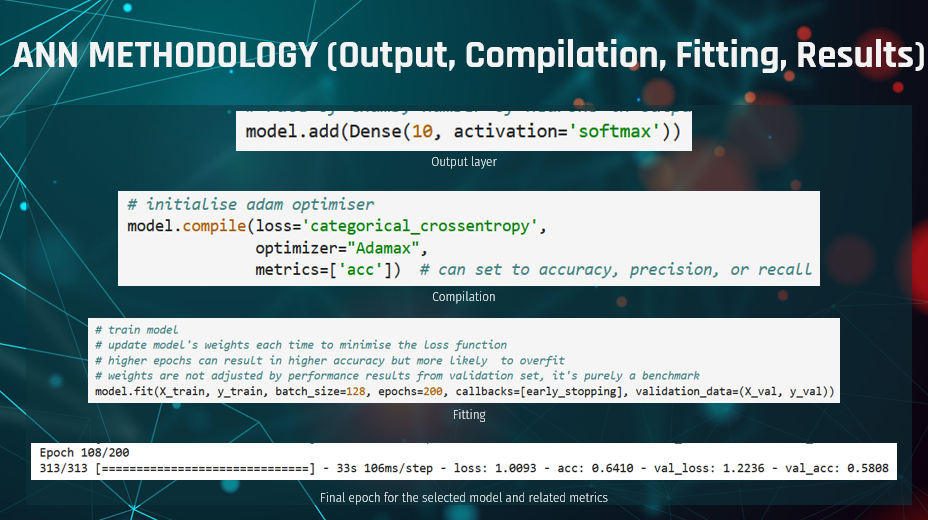 ANN METHODOLOGY (Output, Compilation, Fitting, Results)
model.add(Dense(10, activation='softmax'))
Output layer
# initialise adam optimiser
model.compile(loss='categorical_crossentropy',
optimizer="Adamax",
metrics=['acc'])  # can set to accuracy, precision, or recall
Compilation
# train model
# update model's weights each time to minimise the loss function
# higher epochs can result in higher accuracy but more likely  to overfit
# weights are not adjusted by performance results from validation set, it's purely a benchmark
model.fit(X_train, y_train, batch_size=128, epochs=200, callbacks=[early_stopping], validation_data=(X_val, y_val))
Fitting
Epoch 108/200
313/313 [==============================] - 33s 106ms/step - loss: 1.0093 - acc: 0.6410 - val_loss: 1.2236 - val_acc: 0.5808
Final epoch for the selected model and related metrics